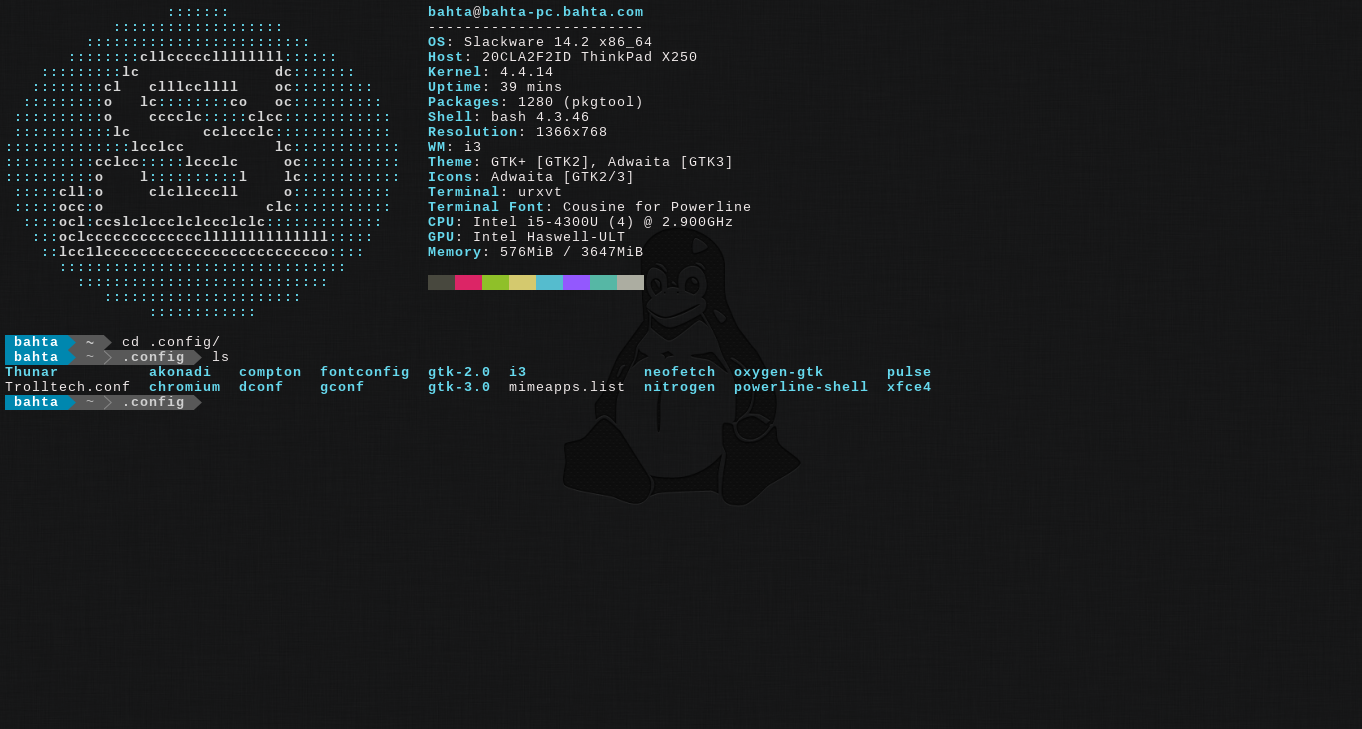 :::::::
:::::::::::::::::::
:::::::::::::::::::::::::
::::::::cllcccccllllllll::::::
:::::::::lc               dc:::::::
::::::::cl   clllccllll    oc:::::::::
:::::::::o   lc::::::::co   oc::::::::::
::::::::::o    cccclc:::::clcc::::::::::::
:::::::::::lc        cclccclc:::::::::::::
::::::::::::::lcclcc          lc::::::::::::
::::::::::cclcc:::::lccclc     oc:::::::::::
::::::::::o    l::::::::::l    lc:::::::::::
:::::cll:o     clcllcccll     o:::::::::::
:::::occ:o                  clc:::::::::::
::::ocl:ccslclccclclccclclc:::::::::::::
:::oclcccccccccccccllllllllllllll:::::
::lcc1lcccccccccccccccccccccccco::::
::::::::::::::::::::::::::::::::
::::::::::::::::::::::::::::
::::::::::::::::::::::
::::::::::::
bahta@bahta-pc.bahta.com
------------------------
OS: Slackware 14.2 x86_64
Host: 20CLA2F2ID ThinkPad X250
Kernel: 4.4.14
Uptime: 39 mins
Packages: 1280 (pkgtool)
Shell: bash 4.3.46
Resolution: 1366x768
WM: i3
Theme: GTK+ [GTK2], Adwaita [GTK3]
Icons: Adwaita [GTK2/3]
Terminal: urxvt
Terminal Font: Cousine for Powerline
CPU: Intel i5-4300U (4) @ 2.900GHz
GPU: Intel Haswell-ULT
Memory: 576MiB / 3647MiB
bahta ~ cd .config/
bahta ~ .config ls
Thunar          akonadi   compton  fontconfig  gtk-2.0  i3             neofetch  oxygen-gtk       pulse
Trolltech.conf  chromium  dconf    gconf       gtk-3.0  mimeapps.list  nitrogen  powerline-shell  xfce4
bahta ~ .config